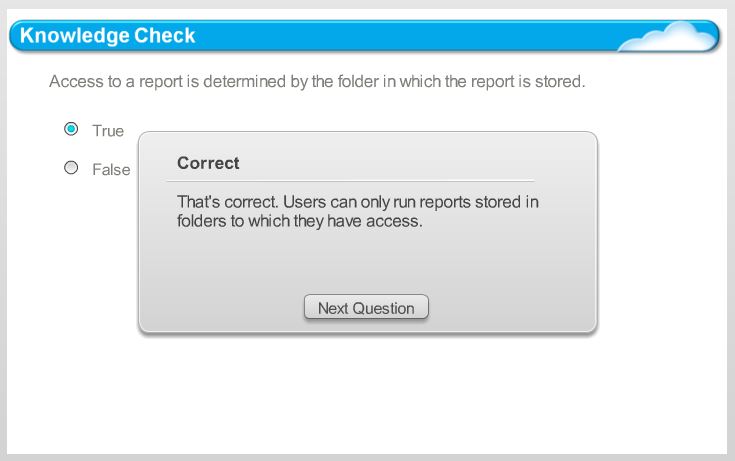 Knowledge Check
Access to a report is determined by the folder in which the report is stored.
True
False
Correct
That's correct. Users can only run reports stored in
folders to which they have access.
Next Question